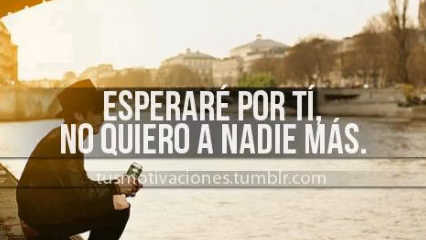 ESPERARÉ POR TÍ,
NO QUIERO A NADIE MÁS.
tusmotivaciones.tumblr.com